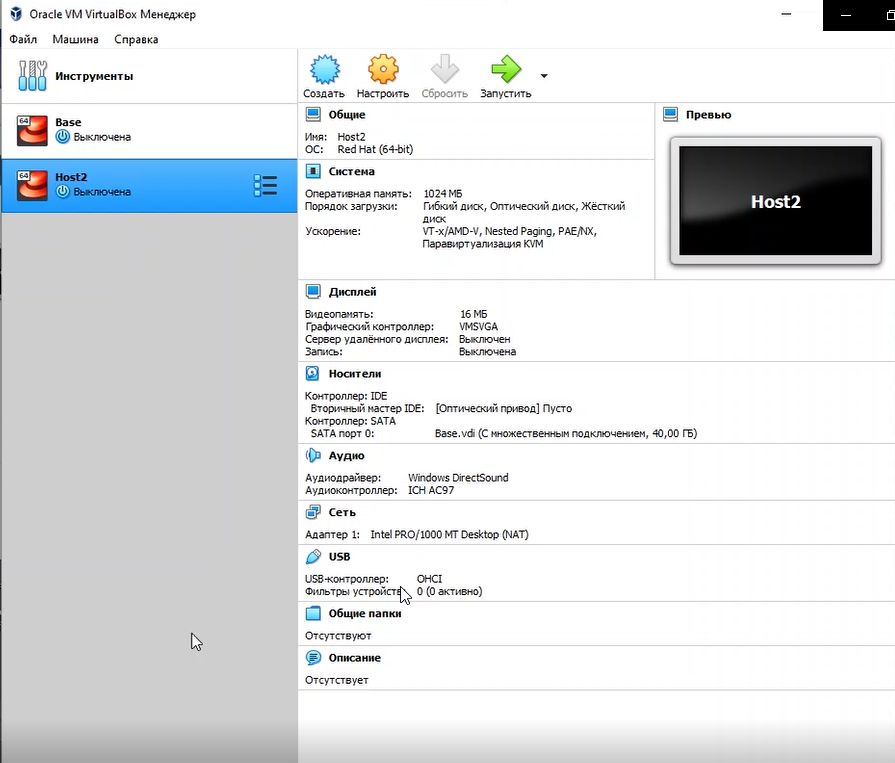 Oracle VM VirtualBox Менеджер
Файл Машина Справка
Инструменты
Создать Настроить Сбросить Запустить
64 Base
Выключена
64 Host2
Выключена
Общие
Имя: Host2
ОС: Red Hat (64-bit)
Превью
Host2
Система
Оперативная память: 1024 МБ
Порядок загрузки: Гибкий диск, Оптический диск, Жёсткий
диск
Ускорение: VT-x/AMD-V, Nested Paging, PAE/NX,
Паравиртуализация KVM
Дисплей
Видеопамять: 16 МБ
Графический контроллер: VMSVGA
Сервер удалённого дисплея: Выключен
Запись: Выключена
Носители
Контроллер: IDE
Вторичный мастер IDE: [Оптический привод] Пусто
Контроллер: SATA
SATA порт 0: Base.vdi (С множественным подключением, 40,00 ГБ)
Аудио
Аудиодрайвер: Windows DirectSound
Аудиоконтроллер: ICH AC97
Сеть
Адаптер 1: Intel PRO/1000 MT Desktop (NAT)
USB
USB-контроллер: OHCI
Фильтры устройств 0 (0 активно)
Общие папки
Отсутствуют
Описание
Отсутствует